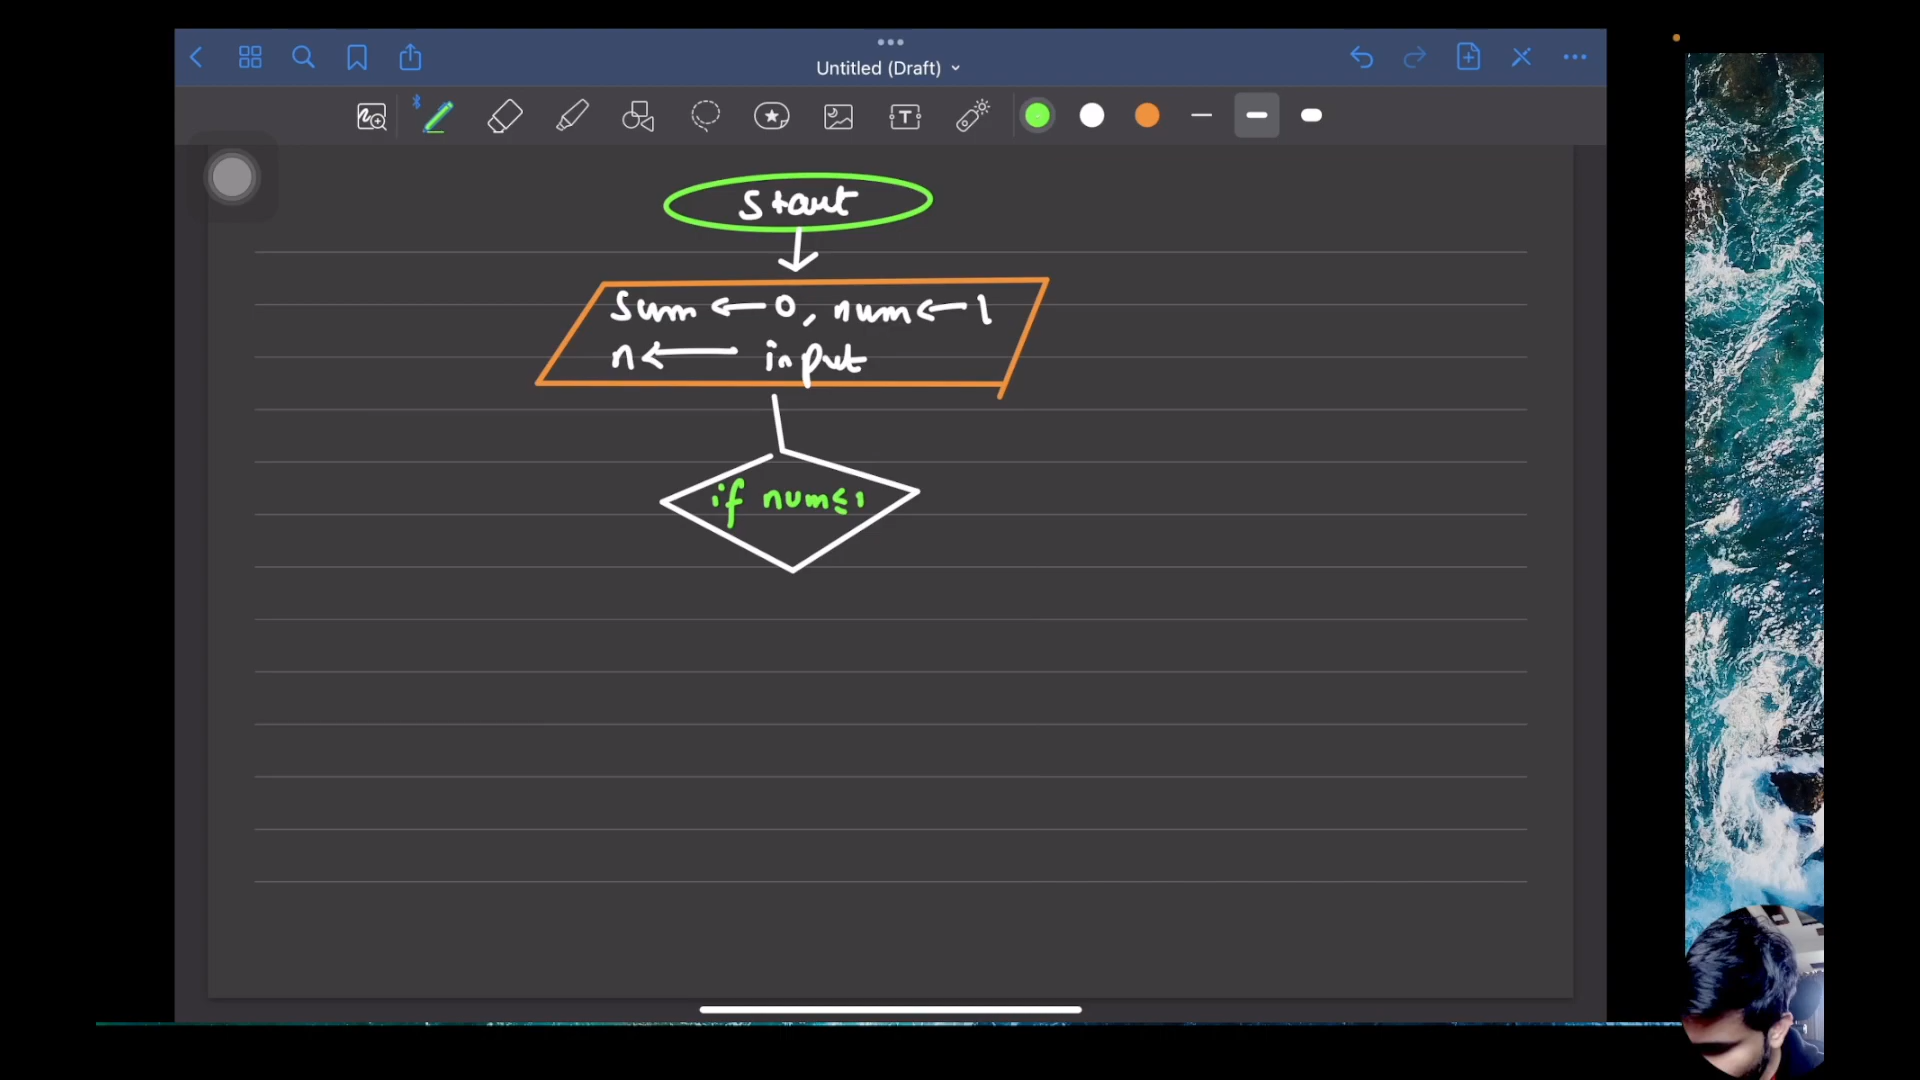 Untitled (Draft)
Start
Sum ← 0, num ← 1
n ← input
if num ≤ 1